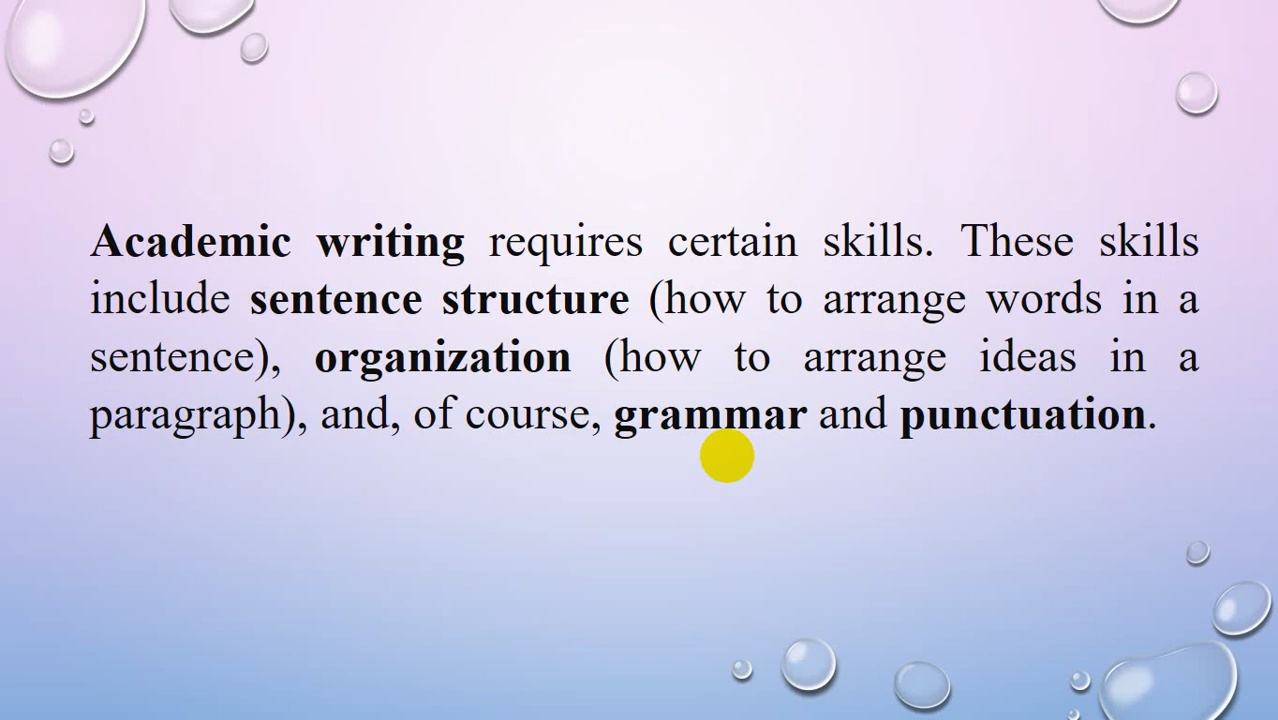 Academic writing requires certain skills. These skills
include sentence structure (how to arrange words in a
sentence), organization (how to arrange ideas in a
paragraph), and, of course, grammar and punctuation.